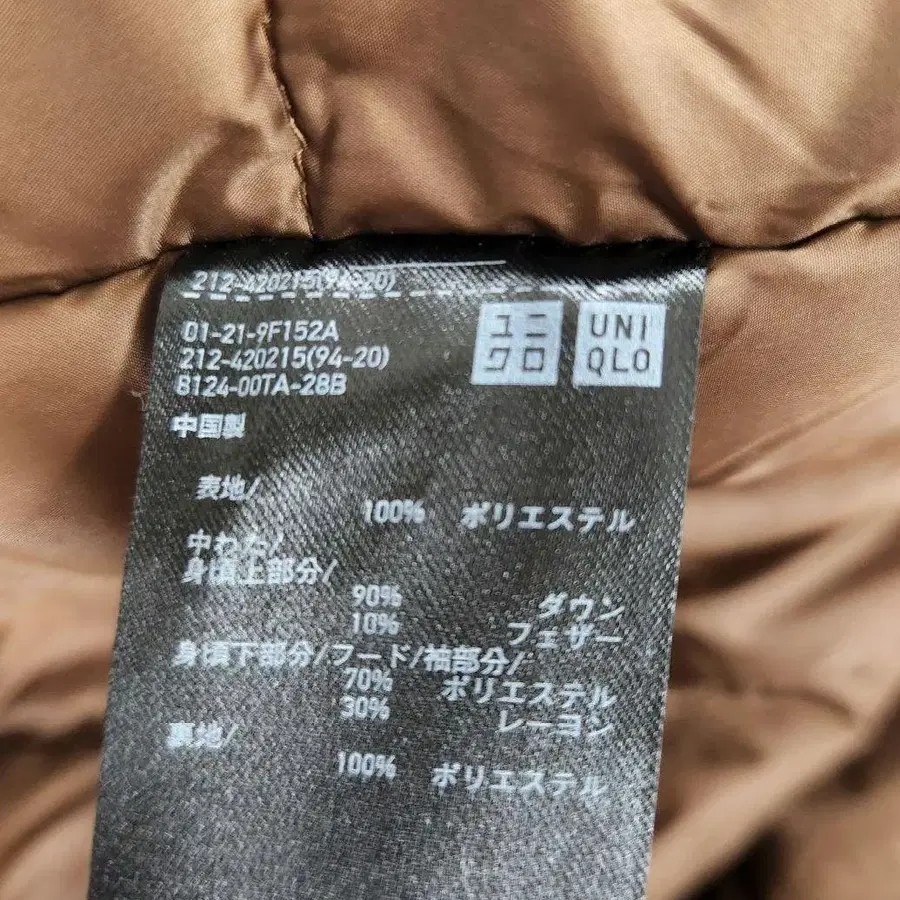 212-420215(94-20)
01-21-9F152A
212-420215(94-20)
8124-00TA-28B
ユニ
クロ
UNI
QLO
中国製
表地/
100% ポリエステル
中わた/
身頃上部分/
90% ダウン
10% フェザー
身頃下部分/フード/袖部分/
70% ポリエステル
30% レーヨン
裏地/
100% ポリエステル